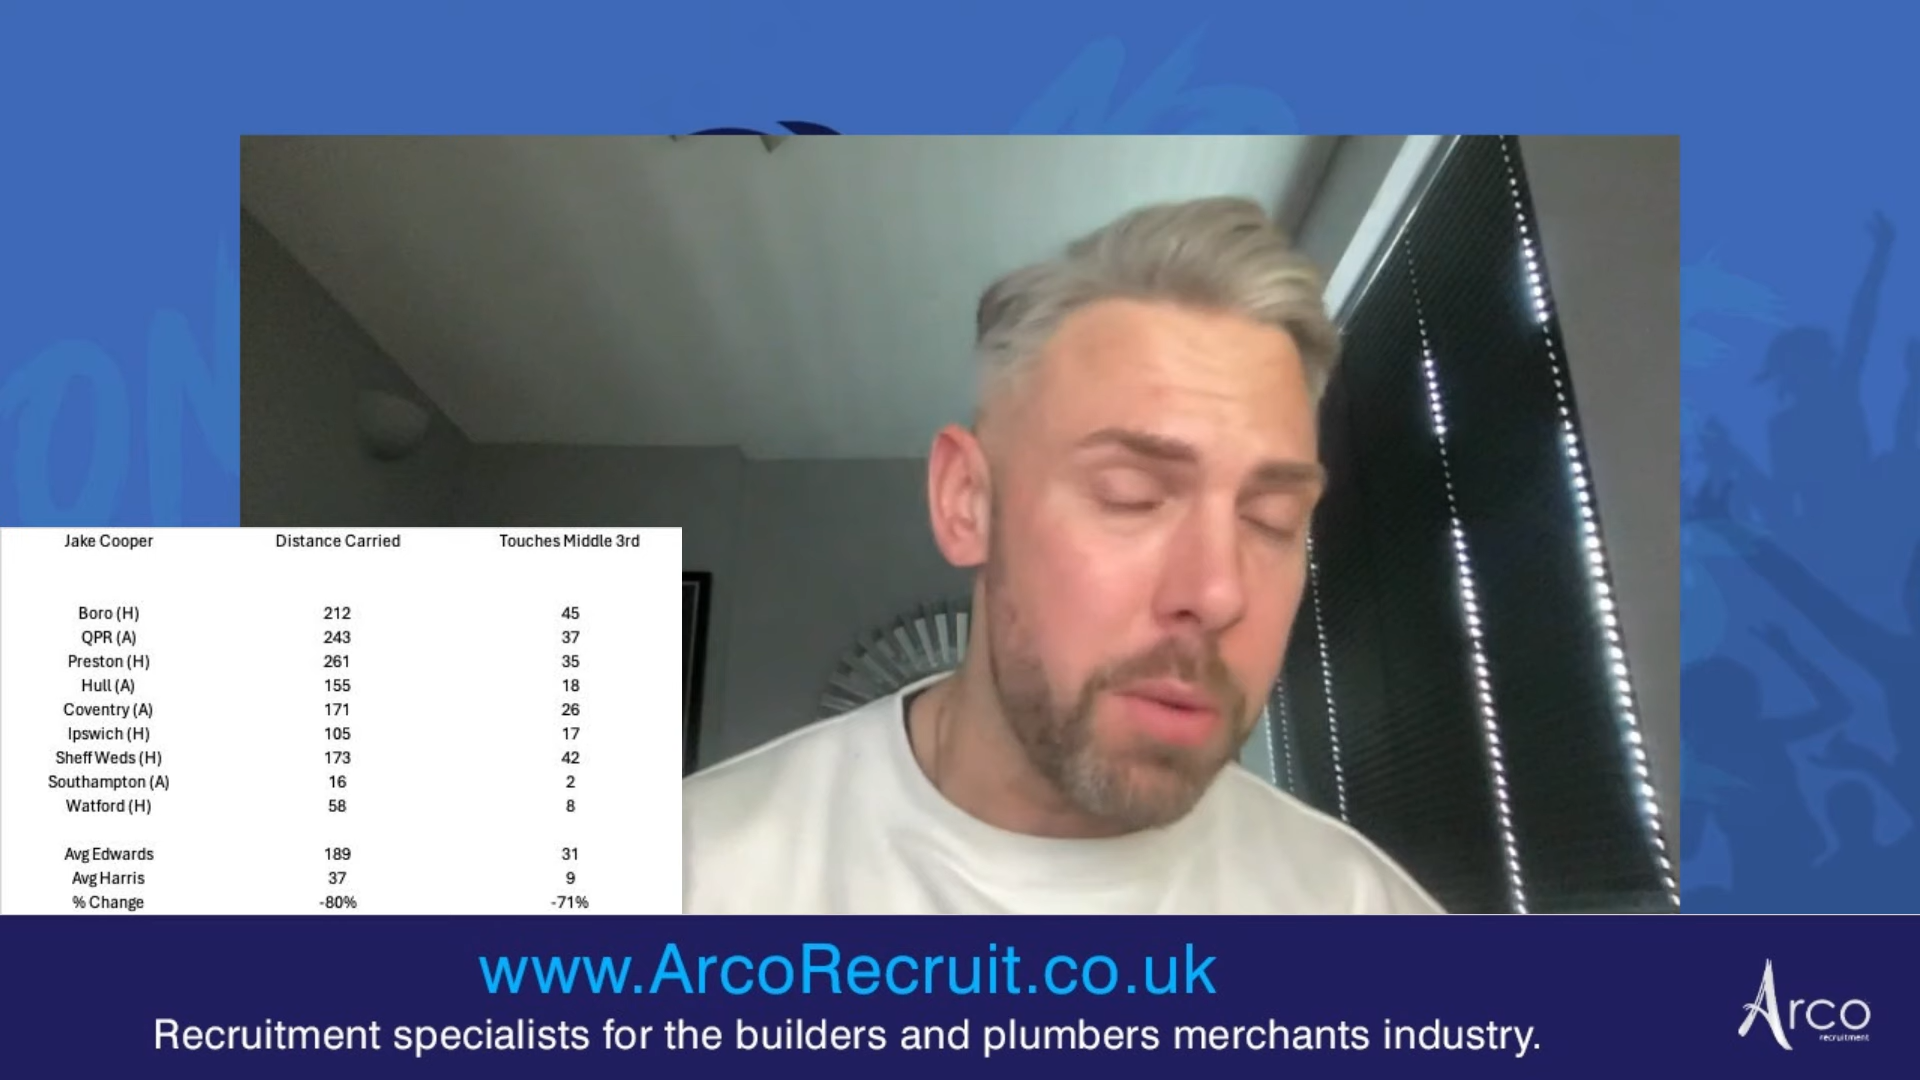 ON
Jake Cooper Distance Carried Touches Middle 3rd
Boro (H) 212 45
QPR (A) 243 37
Preston (H) 261 35
Hull (A) 155 18
Coventry (A) 171 26
Ipswich (H) 105 17
Sheff Weds (H) 173 42
Southampton (A) 16 2
Watford (H) 58 8
Avg Edwards 189 31
Avg Harris 37 9
% Change -80% -71%
www.ArcoRecruit.co.uk
Recruitment specialists for the builders and plumbers merchants industry.
Arco
recruitment